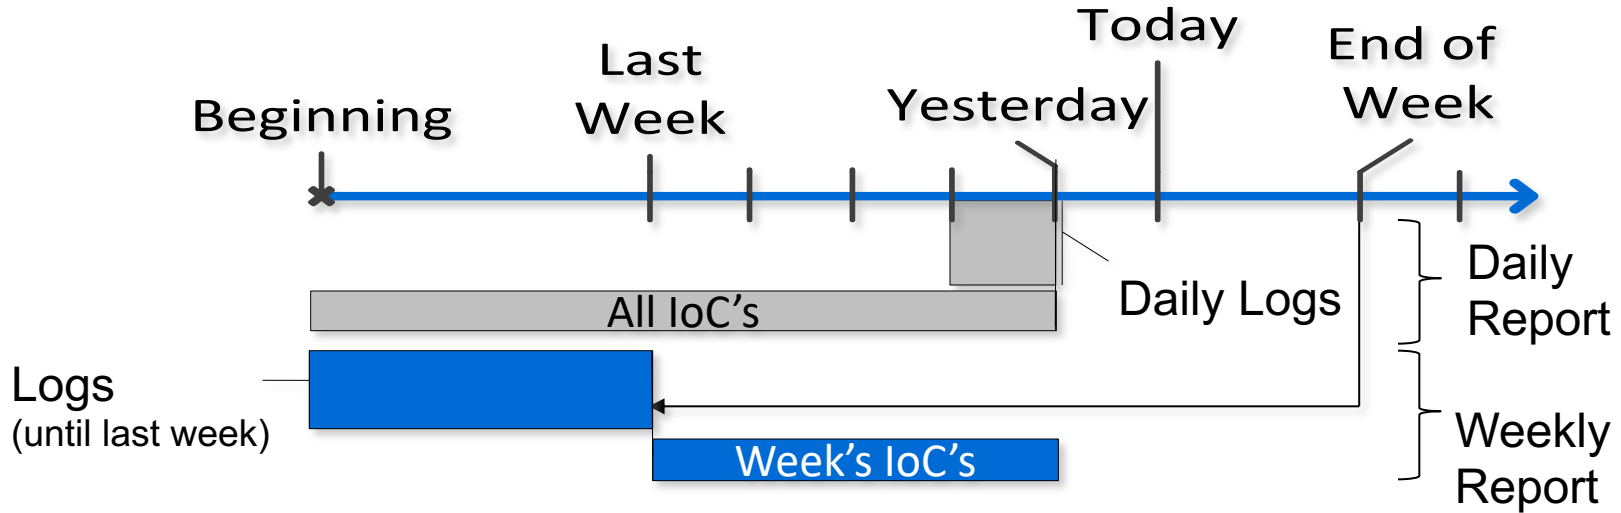 Beginning
Last
Week
Yesterday
Today
End of
Week
Daily Logs
Daily
Report
All IoC’s
Logs
(until last week)
Week’s IoC’s
Weekly
Report